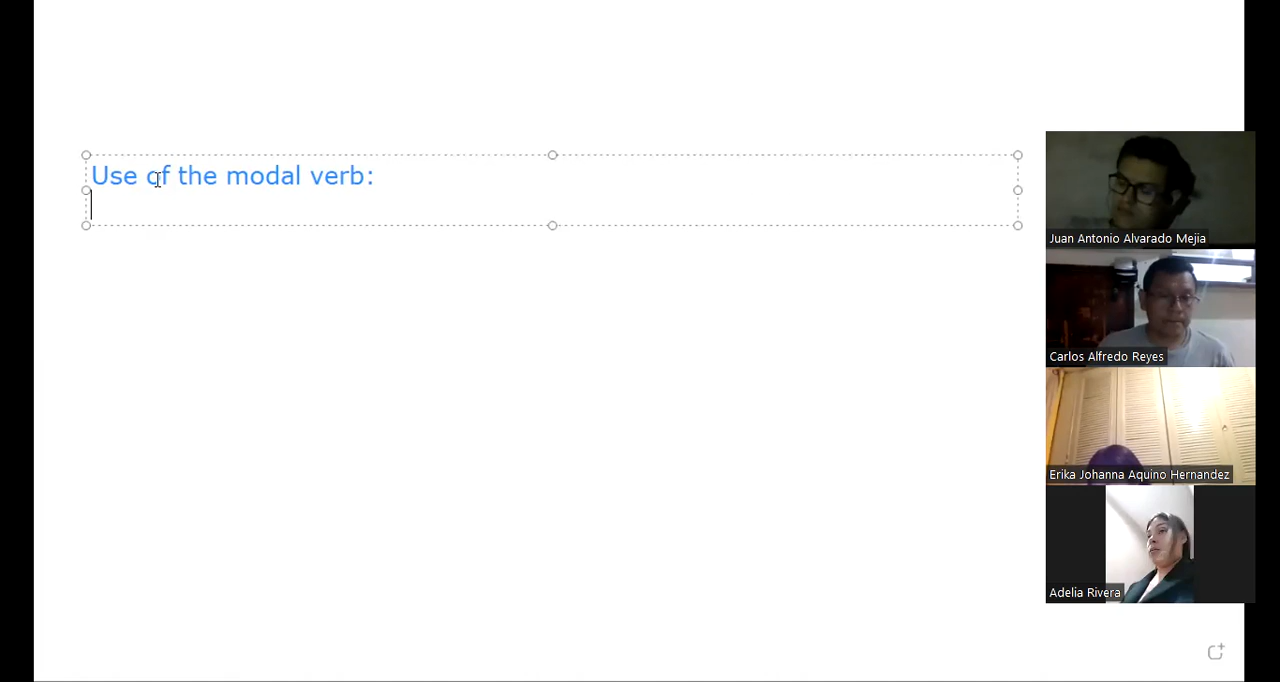 Use of the modal verb:
Juan Antonio Alvarado Mejia
Carlos Alfredo Reyes
Erika Johanna Aquino Hernandez
Adelia Rivera